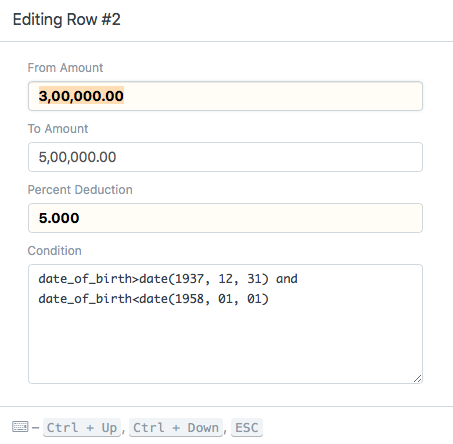 Editing Row #2
From Amount
3,00,000.00
To Amount
5,00,000.00
Percent Deduction
5.000
Condition
date_of_birth>date(1937, 12, 31) and
date_of_birth<date(1958, 01, 01)
– Ctrl + Up , Ctrl + Down , ESC